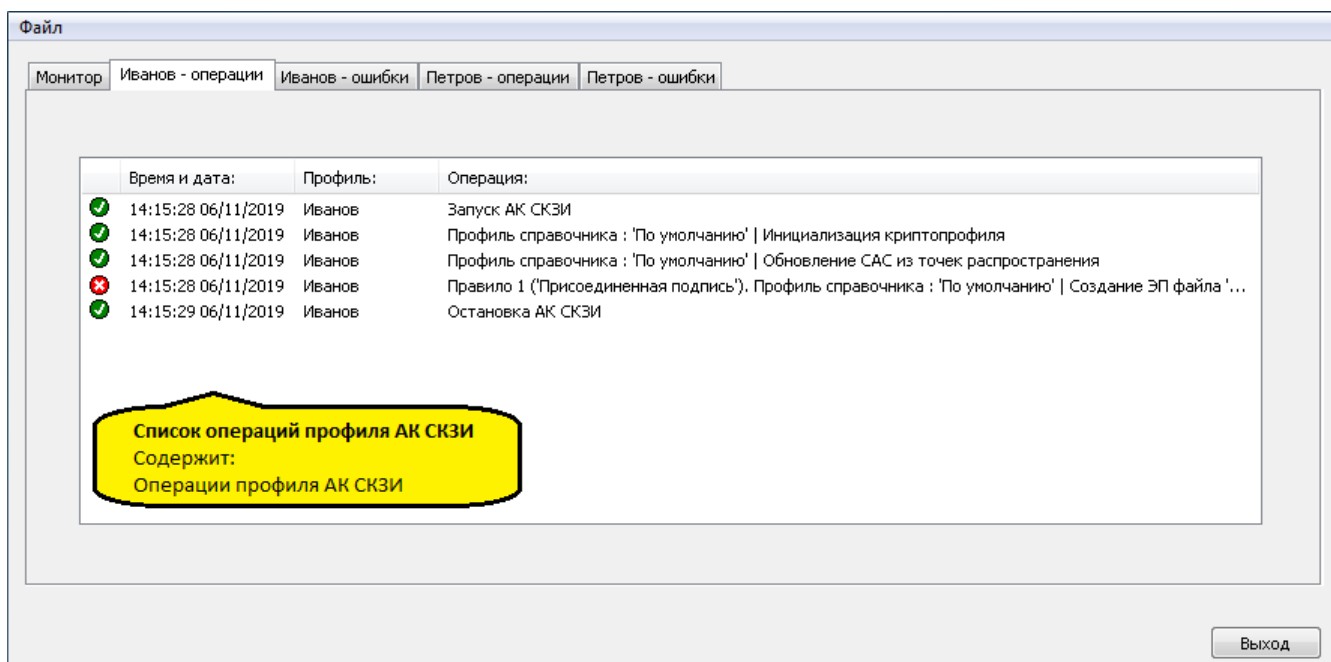 Файл
Монитор Иванов - операции Иванов - ошибки Петров - операции Петров - ошибки
Время и дата: Профиль: Операция:
14:15:28 06/11/2019 Иванов Запуск АК СКЗИ
14:15:28 06/11/2019 Иванов Профиль справочника : 'По умолчанию' | Инициализация криптопрофиля
14:15:28 06/11/2019 Иванов Профиль справочника : 'По умолчанию' | Обновление САС из точек распространения
14:15:28 06/11/2019 Иванов Правило 1 ('Присоединенная подпись'). Профиль справочника : 'По умолчанию' | Создание ЭП файла '...
14:15:29 06/11/2019 Иванов Остановка АК СКЗИ
Список операций профиля АК СКЗИ
Содержит:
Операции профиля АК СКЗИ
Выход